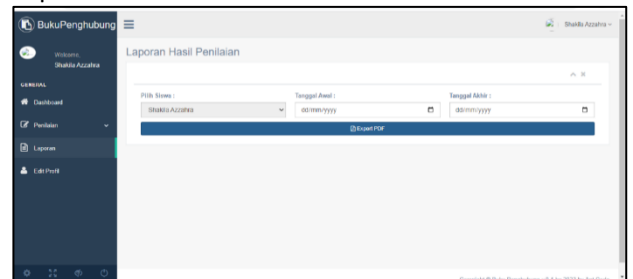 BukuPenghubung
Shakila Azzahra
Welcome,
Shakila Azzahra
Laporan Hasil Penilaian
GENERAL
Pilih Siswa :
Tanggal Awal :
Tanggal Akhir :
Dashboard
Shakila Azzahra
dd/mm/yyyy
dd/mm/yyyy
Penilaian
Export PDF
Laporan
Edit Profil